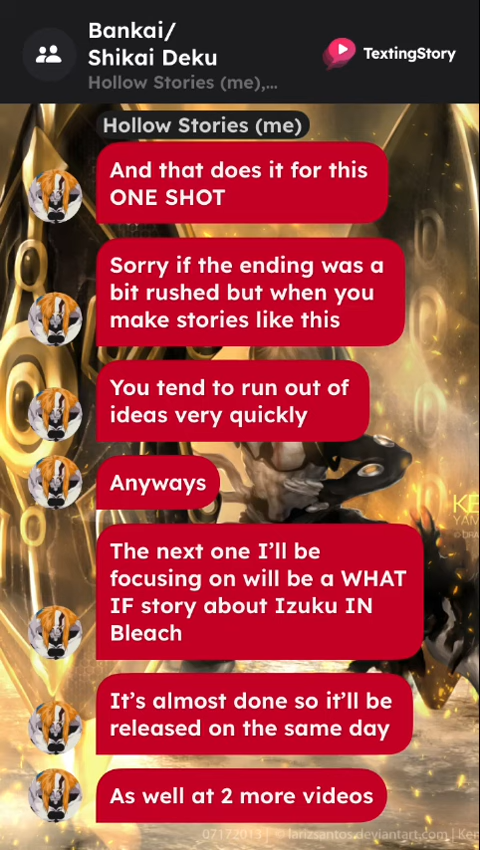 Bankai/
Shikai Deku
Hollow Stories (me),...
TextingStory
Hollow Stories (me)
And that does it for this
ONE SHOT
Sorry if the ending was a
bit rushed but when you
make stories like this
You tend to run out of
ideas very quickly
Anyways
The next one I'll be
focusing on will be a WHAT
IF story about Izuku IN
Bleach
It's almost done so it'll be
released on the same day
As well at 2 more videos
07172013 | © larizsantos.deviantart.com | Ken